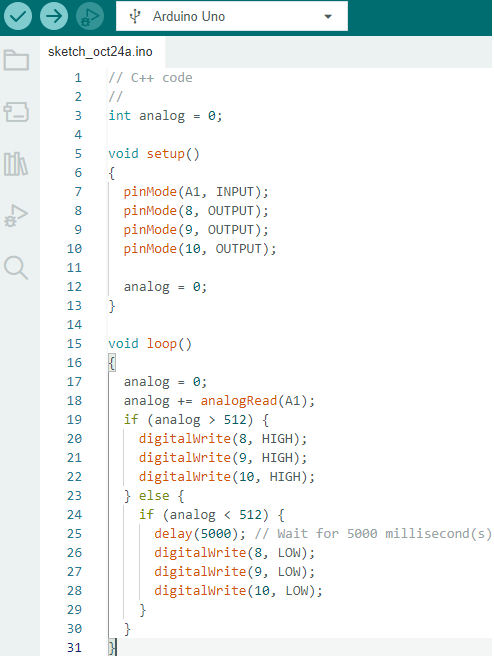 Arduino Uno
sketch_oct24a.ino
1 // C++ code
2 //
3 int analog = 0;
4
5 void setup()
6 {
7   pinMode(A1, INPUT);
8   pinMode(8, OUTPUT);
9   pinMode(9, OUTPUT);
10   pinMode(10, OUTPUT);
11
12   analog = 0;
13 }
14
15 void loop()
16 {
17   analog = 0;
18   analog += analogRead(A1);
19   if (analog > 512) {
20     digitalWrite(8, HIGH);
21     digitalWrite(9, HIGH);
22     digitalWrite(10, HIGH);
23   } else {
24     if (analog < 512) {
25       delay(5000); // Wait for 5000 millisecond(s)
26       digitalWrite(8, LOW);
27       digitalWrite(9, LOW);
28       digitalWrite(10, LOW);
29     }
30   }
31 }